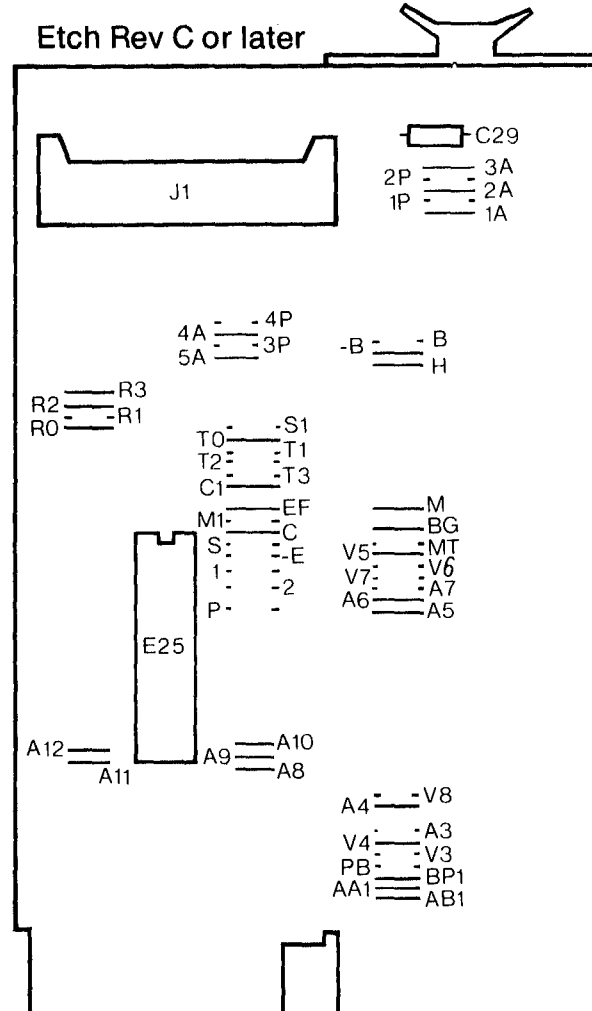 Etch Rev C or later
C29
J1
3A
2P
2A
1P
1A
4P
4A
3P
5A
-B B
H
R3
R2
R1
R0
S1
T0
T1
T2
T3
C1
EF
M1
C
S
-E
1
2
P
M
BG
MT
V5
V6
V7
A7
A6
A5
E25
A12
A11
A10
A9
A8
V8
A4
A3
V4
V3
PB
BP1
AA1
AB1